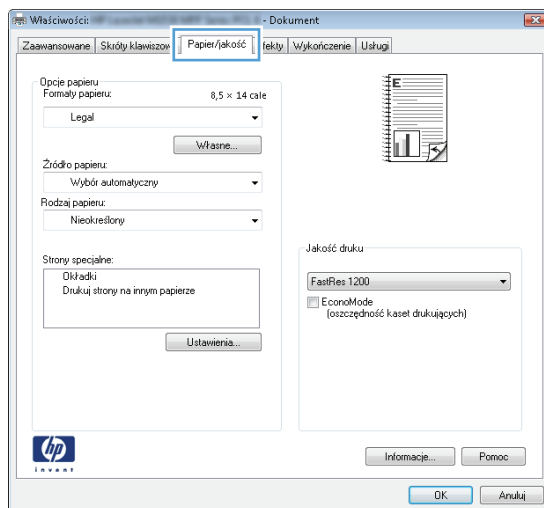 Właściwości: - Dokument
Zaawansowane Skróty klawiszow Papier/jakość fekty Wykończenie Usługi
Opcje papieru
Formaty papieru: 8,5 × 14 cale
Legal
Własne...
Źródło papieru:
Wybór automatyczny
Rodzaj papieru:
Nieokreślony
Strony specjalne:
Okładki
Drukuj strony na innym papierze
Ustawienia...
E
Jakość druku
FastRes 1200
EconoMode
(oszczędność kaset drukujących)
hp
invent
Informacje... Pomoc
OK Anuluj